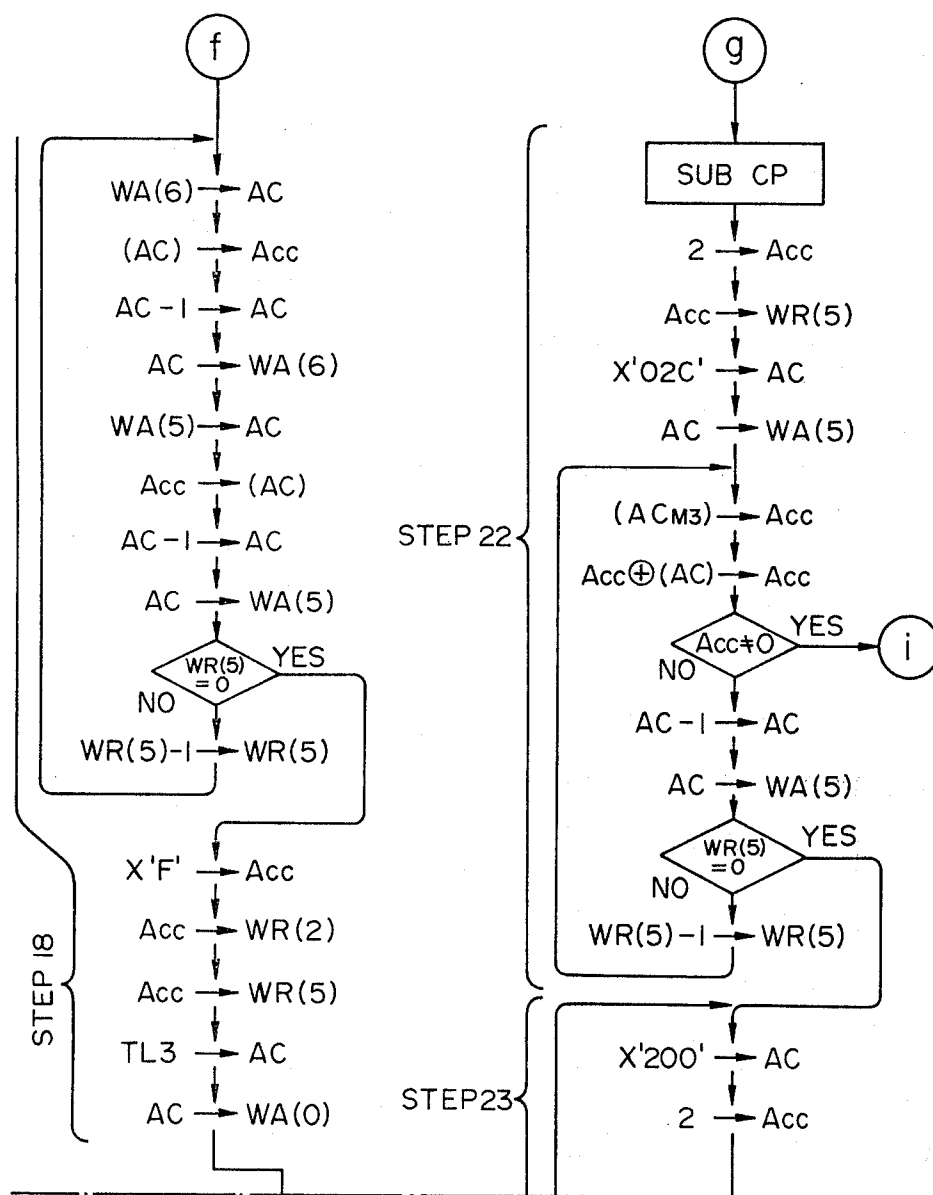 f
WA(6) → AC
(AC) → Acc
AC-1 → AC
AC → WA(6)
WA(5) → AC
Acc → (AC)
AC-1 → AC
AC → WA(5)
WR(5)
=0
YES
NO
WR(5)-1 → WR(5)
X'F' → Acc
Acc → WR(2)
Acc → WR(5)
TL3 → AC
AC → WA(0)
STEP 18
g
SUB CP
2 → Acc
Acc → WR(5)
X'02C' → AC
AC → WA(5)
(ACM3) → Acc
Acc⊕(AC) → Acc
Acc≠0
YES
i
NO
AC-1 → AC
AC → WA(5)
WR(5)
=0
YES
NO
WR(5)-1 → WR(5)
STEP 22
X'200' → AC
2 → Acc
STEP23